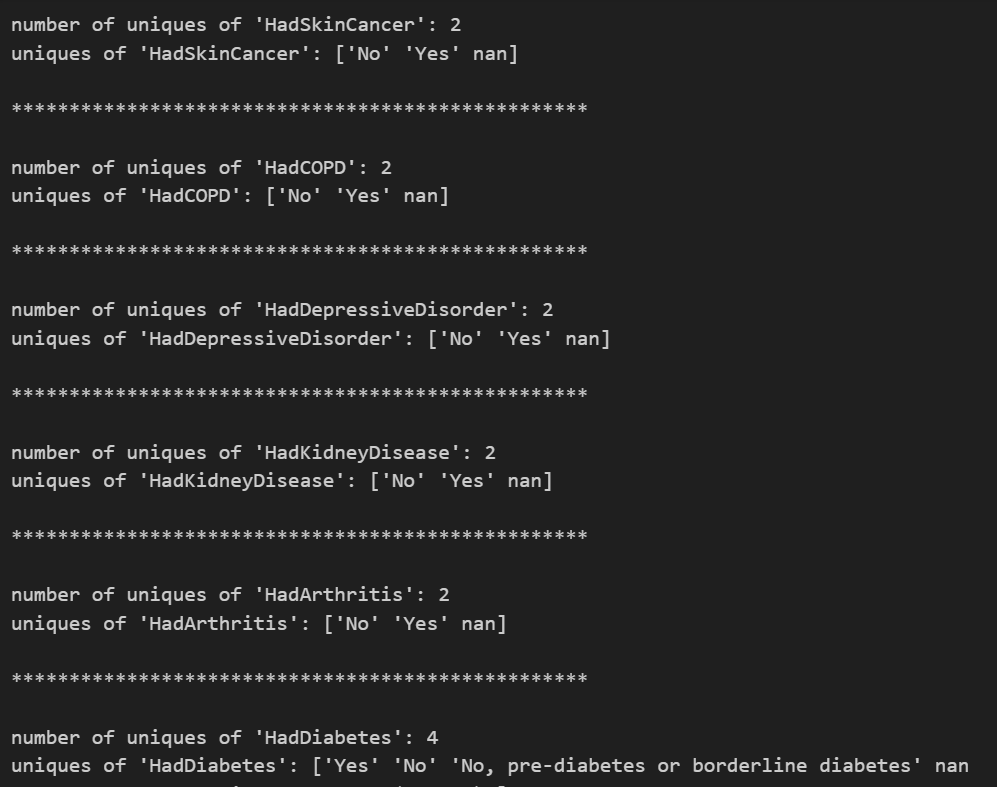 number of uniques of 'HadSkinCancer': 2
uniques of 'HadSkinCancer': ['No' 'Yes' nan]
**************************************************
number of uniques of 'HadCOPD': 2
uniques of 'HadCOPD': ['No' 'Yes' nan]
**************************************************
number of uniques of 'HadDepressiveDisorder': 2
uniques of 'HadDepressiveDisorder': ['No' 'Yes' nan]
**************************************************
number of uniques of 'HadKidneyDisease': 2
uniques of 'HadKidneyDisease': ['No' 'Yes' nan]
**************************************************
number of uniques of 'HadArthritis': 2
uniques of 'HadArthritis': ['No' 'Yes' nan]
**************************************************
number of uniques of 'HadDiabetes': 4
uniques of 'HadDiabetes': ['Yes' 'No' 'No, pre-diabetes or borderline diabetes' nan